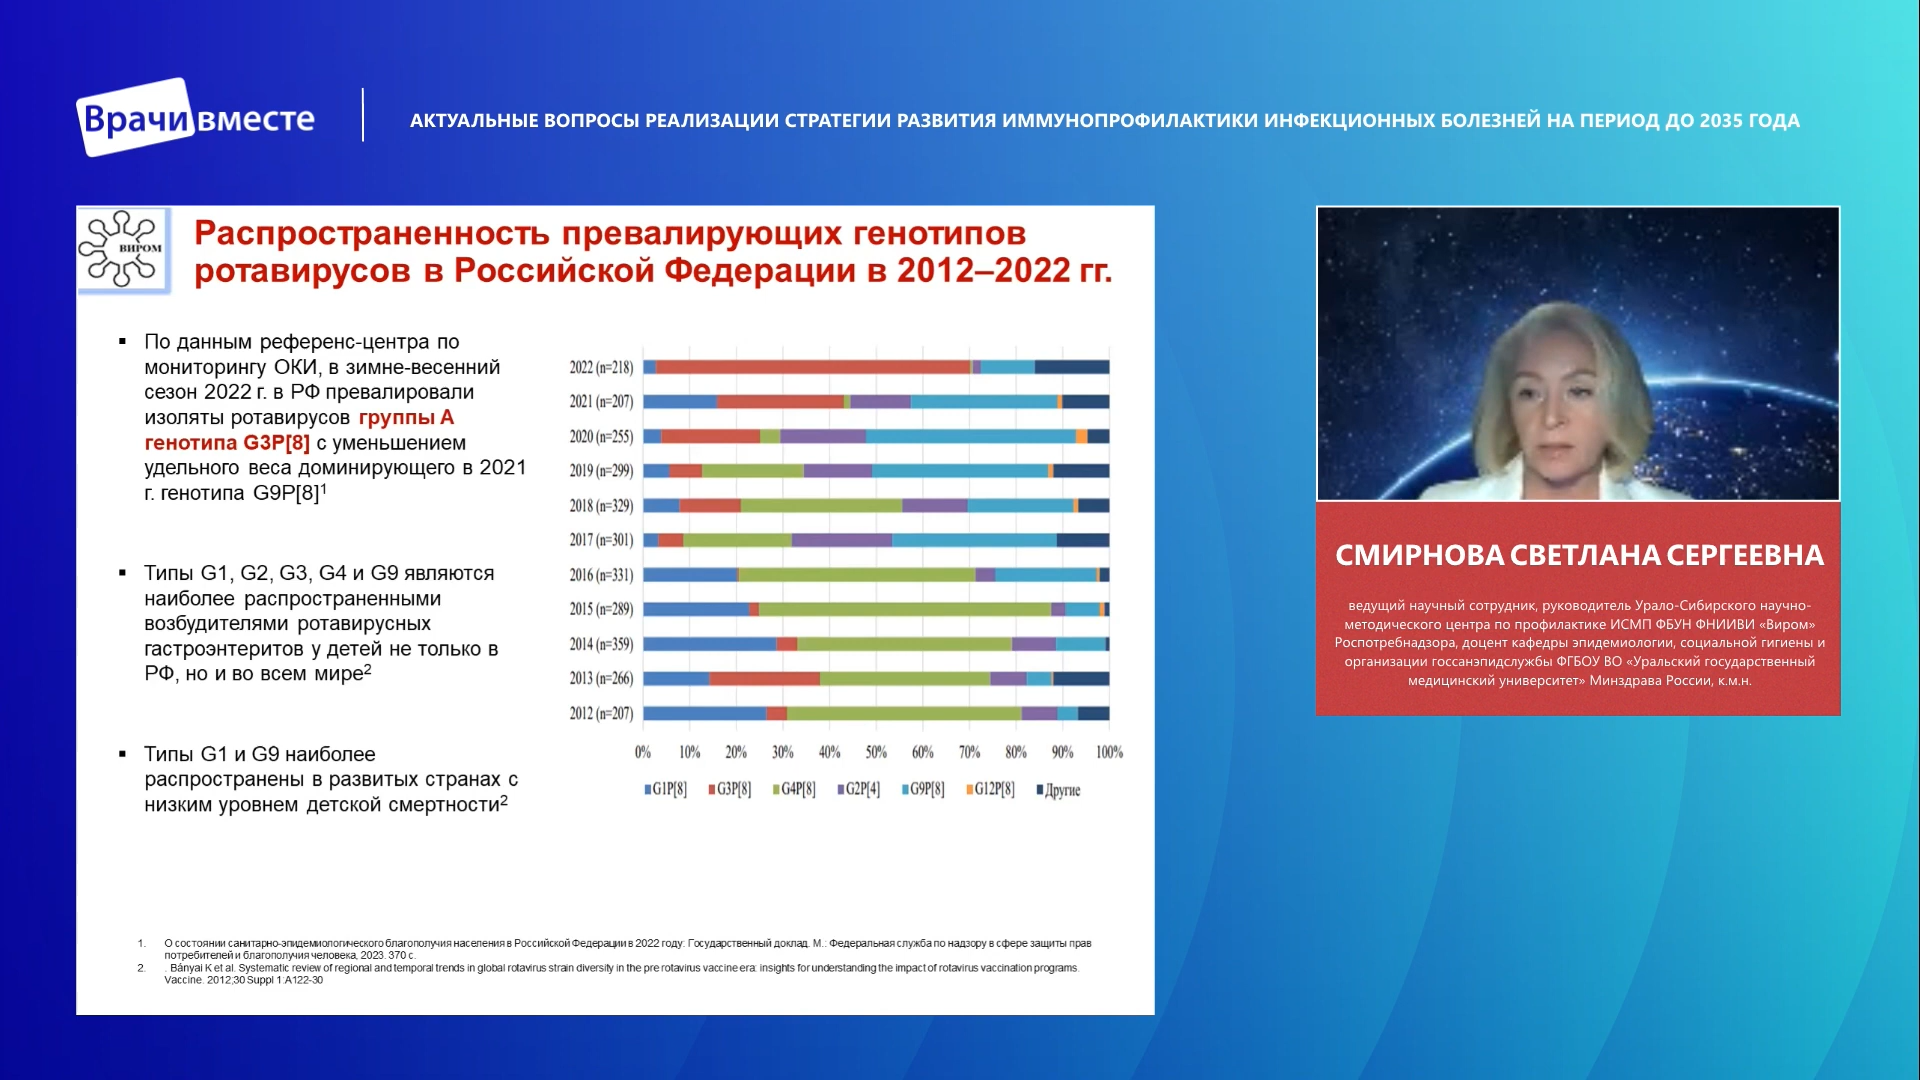 Врачи вместе
АКТУАЛЬНЫЕ ВОПРОСЫ РЕАЛИЗАЦИИ СТРАТЕГИИ РАЗВИТИЯ ИММУНОПРОФИЛАКТИКИ ИНФЕКЦИОННЫХ БОЛЕЗНЕЙ НА ПЕРИОД ДО 2035 ГОДА
ВИРОМ
Распространенность превалирующих генотипов
ротавирусов в Российской Федерации в 2012–2022 гг.
▪ По данным референс-центра по
мониторингу ОКИ, в зимне-весенний
сезон 2022 г. в РФ превалировали
изоляты ротавирусов группы А
генотипа G3P[8] с уменьшением
удельного веса доминирующего в 2021
г. генотипа G9P[8]¹
▪ Типы G1, G2, G3, G4 и G9 являются
наиболее распространенными
возбудителями ротавирусных
гастроэнтеритов у детей не только в
РФ, но и во всем мире²
▪ Типы G1 и G9 наиболее
распространены в развитых странах с
низким уровнем детской смертности²
2022 (n=218)
2021 (n=207)
2020 (n=255)
2019 (n=299)
2018 (n=329)
2017 (n=301)
2016 (n=331)
2015 (n=289)
2014 (n=359)
2013 (n=266)
2012 (n=207)
0% 10% 20% 30% 40% 50% 60% 70% 80% 90% 100%
G1P[8] G3P[8] G4P[8] G2P[4] G9P[8] G12P[8] Другие
1. О состоянии санитарно-эпидемиологического благополучия населения в Российской Федерации в 2022 году: Государственный доклад. М.: Федеральная служба по надзору в сфере защиты прав
потребителей и благополучия человека, 2023. 370 с.
2. . Bányai K et al. Systematic review of regional and temporal trends in global rotavirus strain diversity in the pre rotavirus vaccine era: insights for understanding the impact of rotavirus vaccination programs.
Vaccine. 2012;30 Suppl 1:A122-30
СМИРНОВА СВЕТЛАНА СЕРГЕЕВНА
ведущий научный сотрудник, руководитель Урало-Сибирского научно-
методического центра по профилактике ИСМП ФБУН ФНИИВИ «Виром»
Роспотребнадзора, доцент кафедры эпидемиологии, социальной гигиены и
организации госсанэпидслужбы ФГБОУ ВО «Уральский государственный
медицинский университет» Минздрава России, к.м.н.